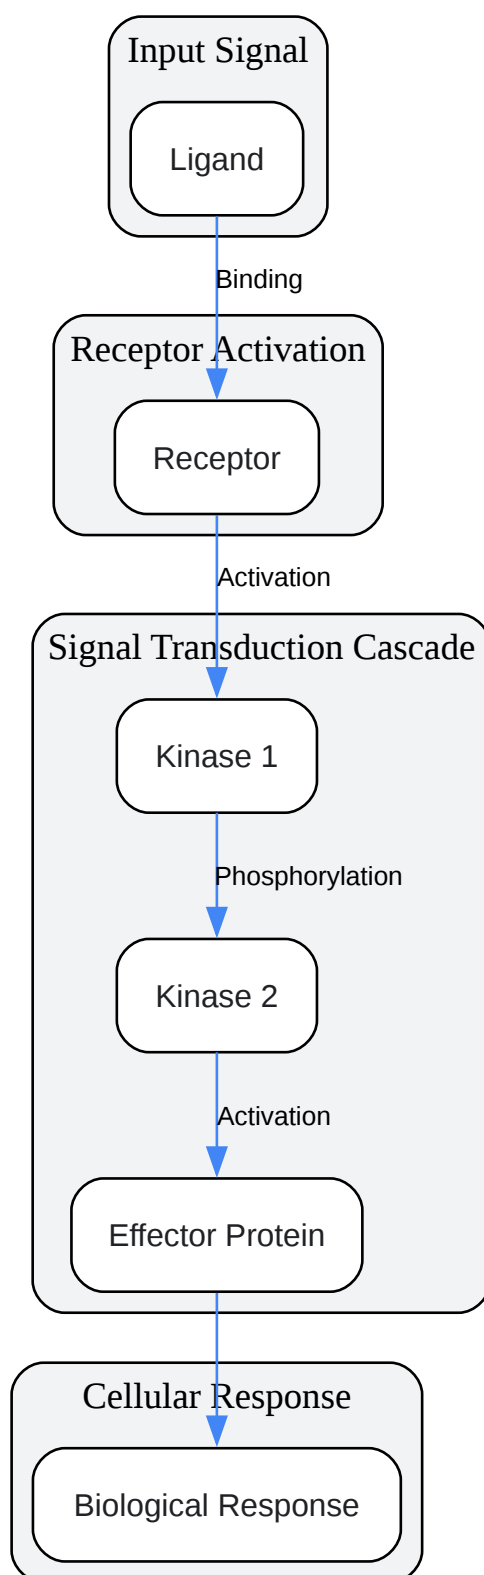 Input Signal
Ligand
Binding
Receptor Activation
Receptor
Activation
Signal Transduction Cascade
Kinase 1
Phosphorylation
Kinase 2
Activation
Effector Protein
Cellular Response
Biological Response